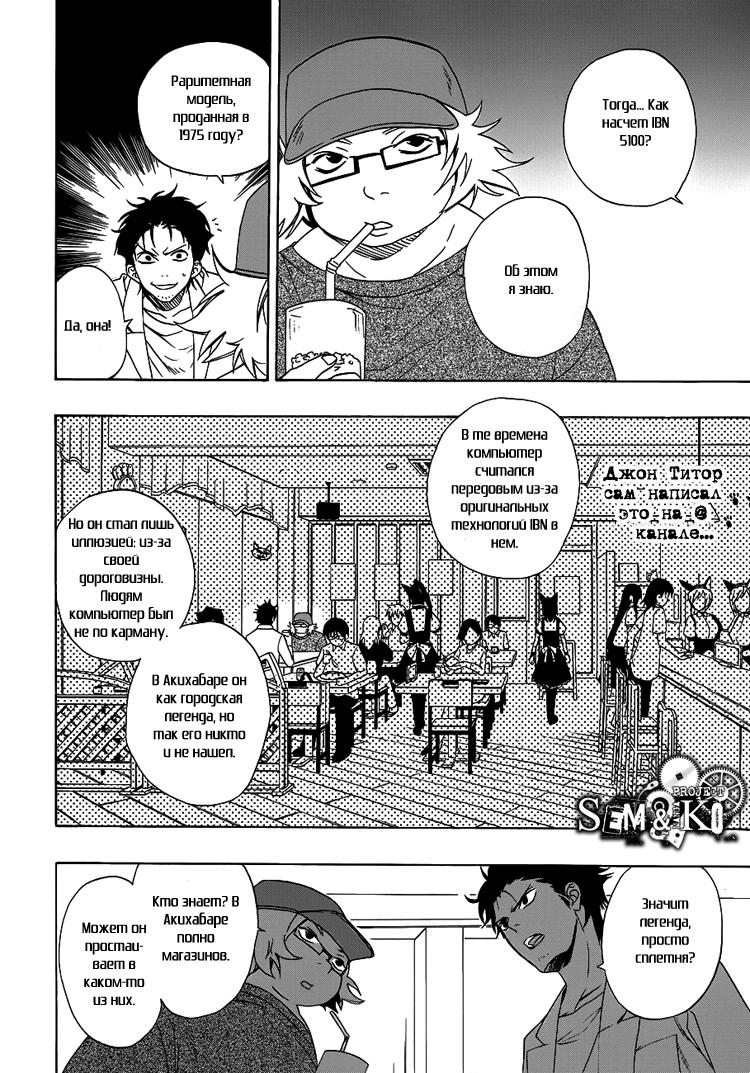 Тогда... Как
насчет IBN
5100?
Об этом
я знаю.
Раритетная
модель,
проданная в
1975 году?
Да, она!
Джон Титор
сам написал
это на @
канале...
В те времена
компьютер
считался
передовым из-за
оригинальных
технологий IBN в
нем.
Но он стал лишь
иллюзией: из-за
своей
дороговизны.
Людям
компьютер был
не по карману.
В Акихабаре он
как городская
легенда, но
так его никто
и не нашел.
PROJECT
SEM&KO
Значит
легенда,
просто
сплетня?
Кто знает? В
Акихабаре
полно
магазинов.
Может он
простаи-
вает в
каком-то
из них.